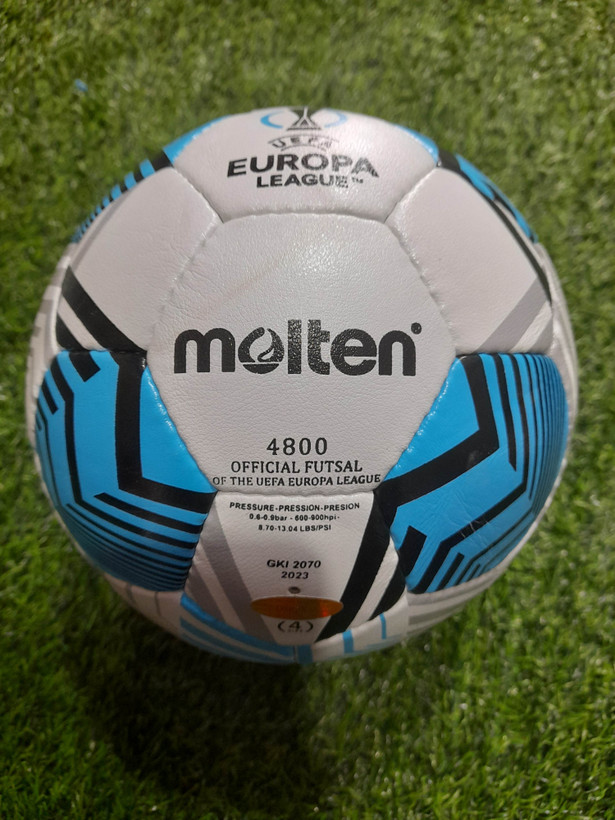 UEFA
EUROPA
LEAGUE™
molten
4800
OFFICIAL FUTSAL
OF THE UEFA EUROPA LEAGUE
PRESSURE-PRESSION-PRESION
0.6-0.9bar - 600-900hpi-
8.70-13.04 LBS/PSI
GKI 2070
2023
(4)